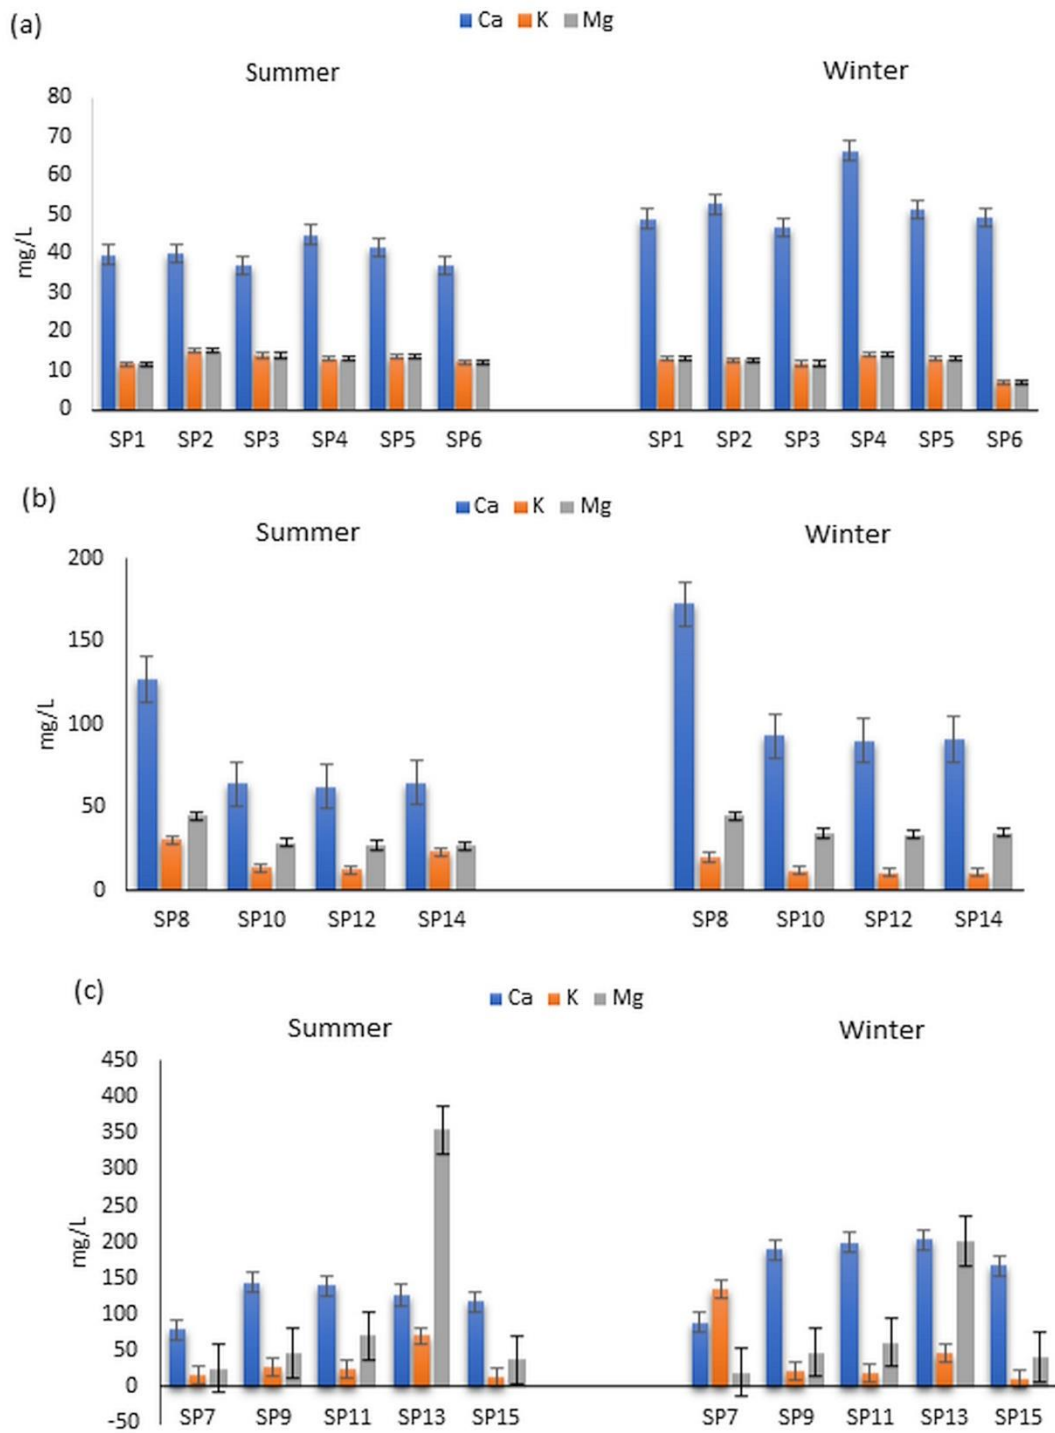 (a)
Ca K Mg
Summer Winter
80
70
60
50
40
30
20
10
0
mg/L
SP1 SP2 SP3 SP4 SP5 SP6 SP1 SP2 SP3 SP4 SP5 SP6
(b)
Ca K Mg
Summer Winter
200
150
100
50
0
mg/L
SP8 SP10 SP12 SP14 SP8 SP10 SP12 SP14
(c)
Ca K Mg
Summer Winter
450
400
350
300
250
200
150
100
50
0
-50
mg/L
SP7 SP9 SP11 SP13 SP15 SP7 SP9 SP11 SP13 SP15